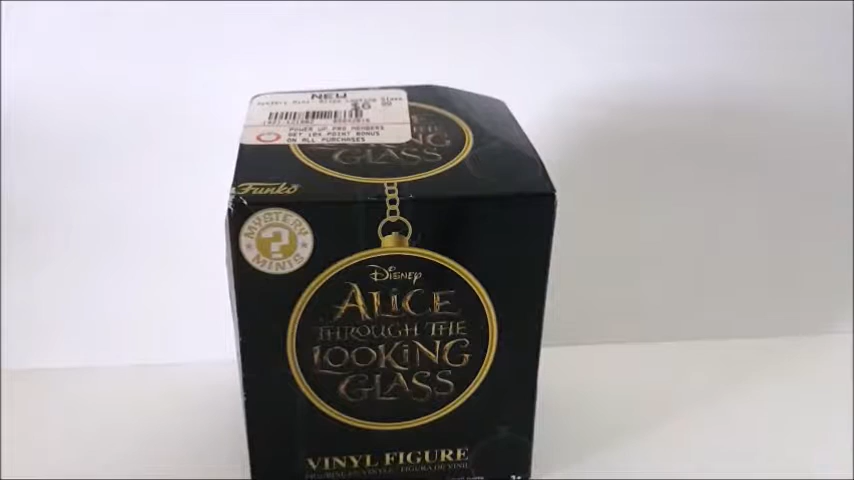 NEW
POWER UP PRO MEMBERS
GET 10% POINT BONUS
ON ALL PURCHASES
GLASS
Funko
MYSTERY
?
MINIS
Disney
ALICE
THROUGH THE
LOOKING
GLASS
VINYL FIGURE